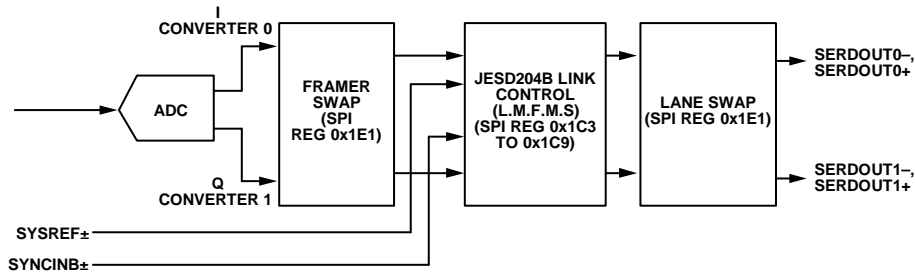 I
CONVERTER 0
ADC
Q
CONVERTER 1
FRAMER
SWAP
(SPI
REG 0x1E1)
JESD204B LINK
CONTROL
(L.M.F.M.S)
(SPI REG 0x1C3
TO 0x1C9)
LANE SWAP
(SPI REG 0x1E1)
SERDOUT0–,
SERDOUT0+
SERDOUT1–,
SERDOUT1+
SYSREF±
SYNCINB±